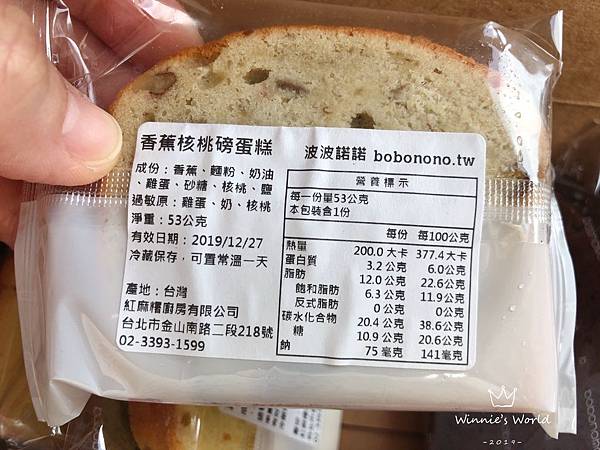 香蕉核桃磅蛋糕
波波諾諾 bobonono.tw
成份：香蕉、麵粉、奶油
、雞蛋、砂糖、核桃、鹽
過敏原：雞蛋、奶、核桃
淨重：53公克
有效日期：2019/12/27
冷藏保存，可置常溫一天
產地：台灣
紅麻糟廚房有限公司
台北市金山南路二段218號
02-3393-1599
營養標示
每一份量53公克
本包裝含1份
每份 每100公克
熱量 200.0 大卡 377.4大卡
蛋白質 3.2 公克 6.0公克
脂肪 12.0 公克 22.6公克
飽和脂肪 6.3 公克 11.9公克
反式脂肪 0 公克 0公克
碳水化合物 20.4 公克 38.6公克
糖 10.9 公克 20.6公克
鈉 75 毫克 141毫克
Winnie's World
-2019-